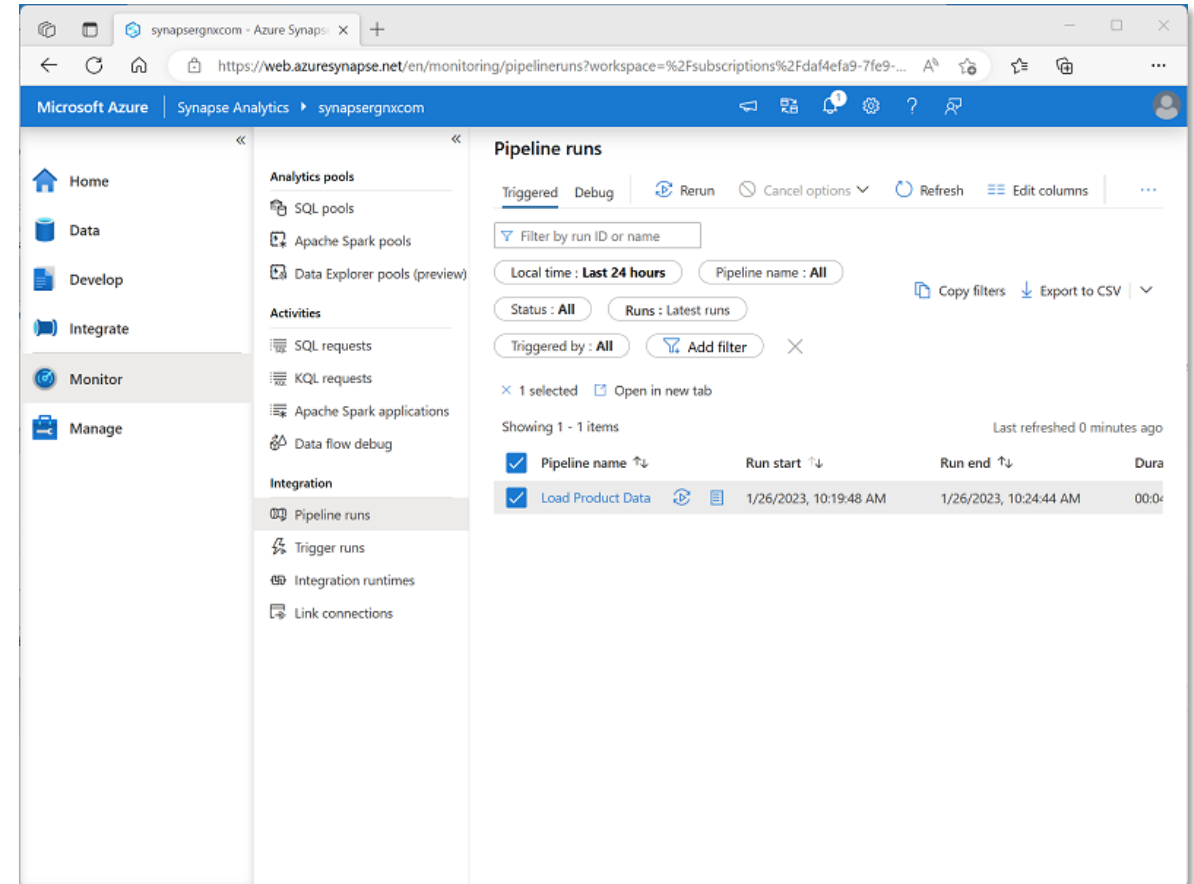 synapsergnxcom - Azure Synaps
https://web.azuresynapse.net/en/monitoring/pipelineruns?workspace=%2Fsubscriptions%2Fdaf4efa9-7fe9-...
Microsoft Azure
Synapse Analytics
synapsergnxcom
1
Home
Data
Develop
Integrate
Monitor
Manage
Analytics pools
SQL pools
Apache Spark pools
Data Explorer pools (preview)
Activities
SQL requests
KQL requests
Apache Spark applications
Data flow debug
Integration
Pipeline runs
Trigger runs
Integration runtimes
Link connections
Pipeline runs
Triggered Debug Rerun Cancel options Refresh Edit columns ...
Filter by run ID or name
Local time : Last 24 hours Pipeline name : All
Copy filters Export to CSV
Status : All Runs : Latest runs
Triggered by : All Add filter
1 selected Open in new tab
Showing 1 - 1 items Last refreshed 0 minutes ago
Pipeline name Run start Run end Dura
Load Product Data 1/26/2023, 10:19:48 AM 1/26/2023, 10:24:44 AM 00:04